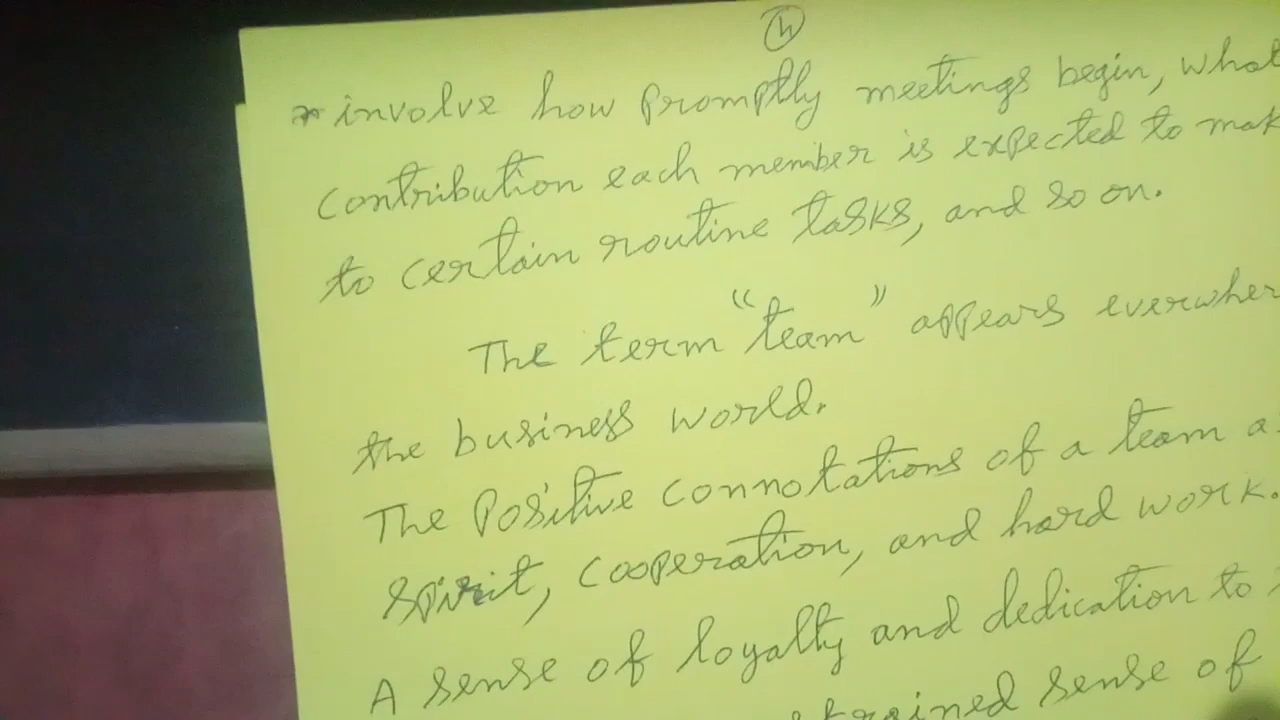 involve how promptly meetings begin, what
contribution each member is expected to mak
to certain routine tasks, and so on.
The term "team" appears everwher
the business world.
The positive connotations of a team a
spirit, cooperation, and hard work.
A sense of loyalty and dedication to
sense of